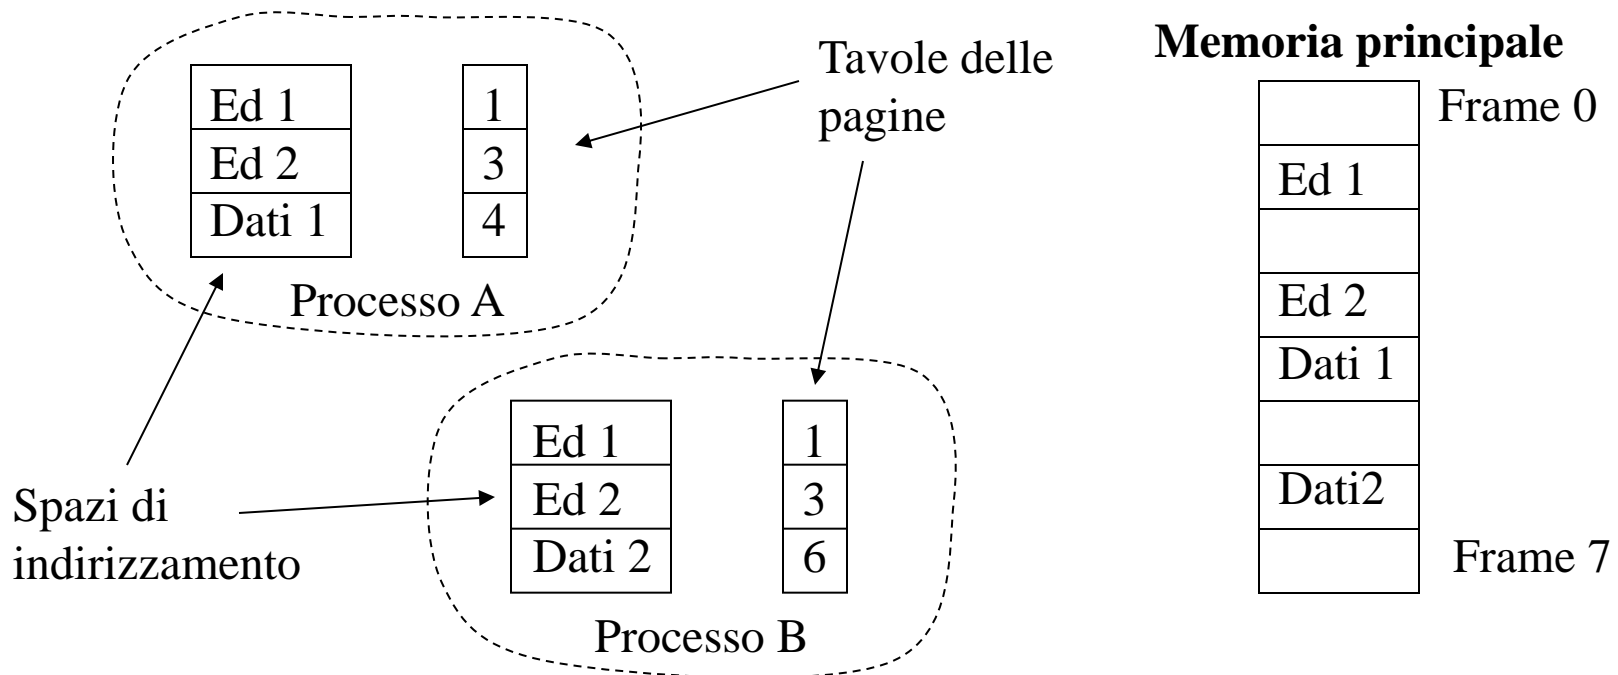 Ed 1
Ed 2
Dati 1
1
3
4
Processo A
Tavole delle
pagine
Spazi di
indirizzamento
Ed 1
Ed 2
Dati 2
1
3
6
Processo B
Memoria principale
Frame 0
Ed 1
Ed 2
Dati 1
Dati2
Frame 7